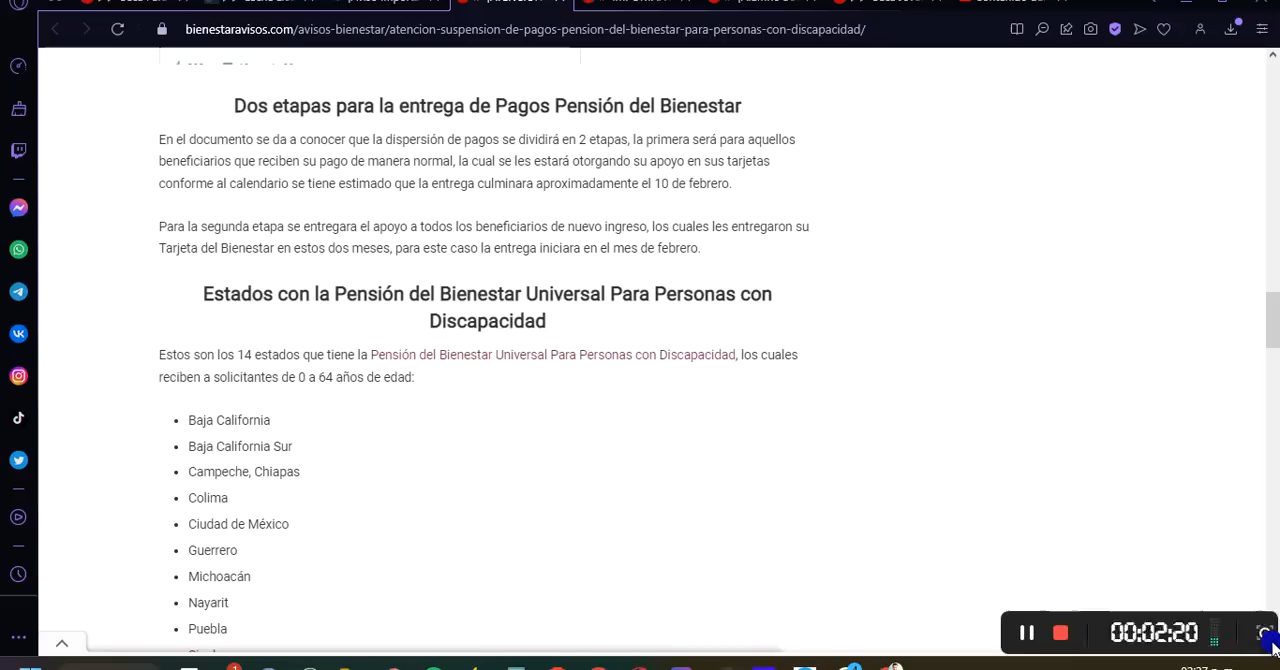 bienestaravisos.com/avisos-bienestar/atencion-suspension-de-pagos-pension-del-bienestar-para-personas-con-discapacidad/
Dos etapas para la entrega de Pagos Pensión del Bienestar
En el documento se da a conocer que la dispersión de pagos se dividirá en 2 etapas, la primera será para aquellos
beneficiarios que reciben su pago de manera normal, la cual se les estará otorgando su apoyo en sus tarjetas
conforme al calendario se tiene estimado que la entrega culminara aproximadamente el 10 de febrero.
Para la segunda etapa se entregara el apoyo a todos los beneficiarios de nuevo ingreso, los cuales les entregaron su
Tarjeta del Bienestar en estos dos meses, para este caso la entrega iniciara en el mes de febrero.
Estados con la Pensión del Bienestar Universal Para Personas con
Discapacidad
Estos son los 14 estados que tiene la Pensión del Bienestar Universal Para Personas con Discapacidad, los cuales
reciben a solicitantes de 0 a 64 años de edad:
Baja California
Baja California Sur
Campeche, Chiapas
Colima
Ciudad de México
Guerrero
Michoacán
Nayarit
Puebla
00:02:20